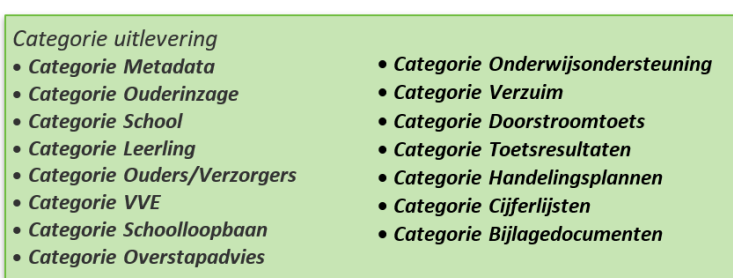 Categorie uitlevering
• Categorie Metadata
• Categorie Ouderinzage
• Categorie School
• Categorie Leerling
• Categorie Ouders/Verzorgers
• Categorie VVE
• Categorie Schoolloopbaan
• Categorie Overstapadvies
• Categorie Onderwijsondersteuning
• Categorie Verzuim
• Categorie Doorstroomtoets
• Categorie Toetsresultaten
• Categorie Handelingsplannen
• Categorie Cijferlijsten
• Categorie Bijlagedocumenten